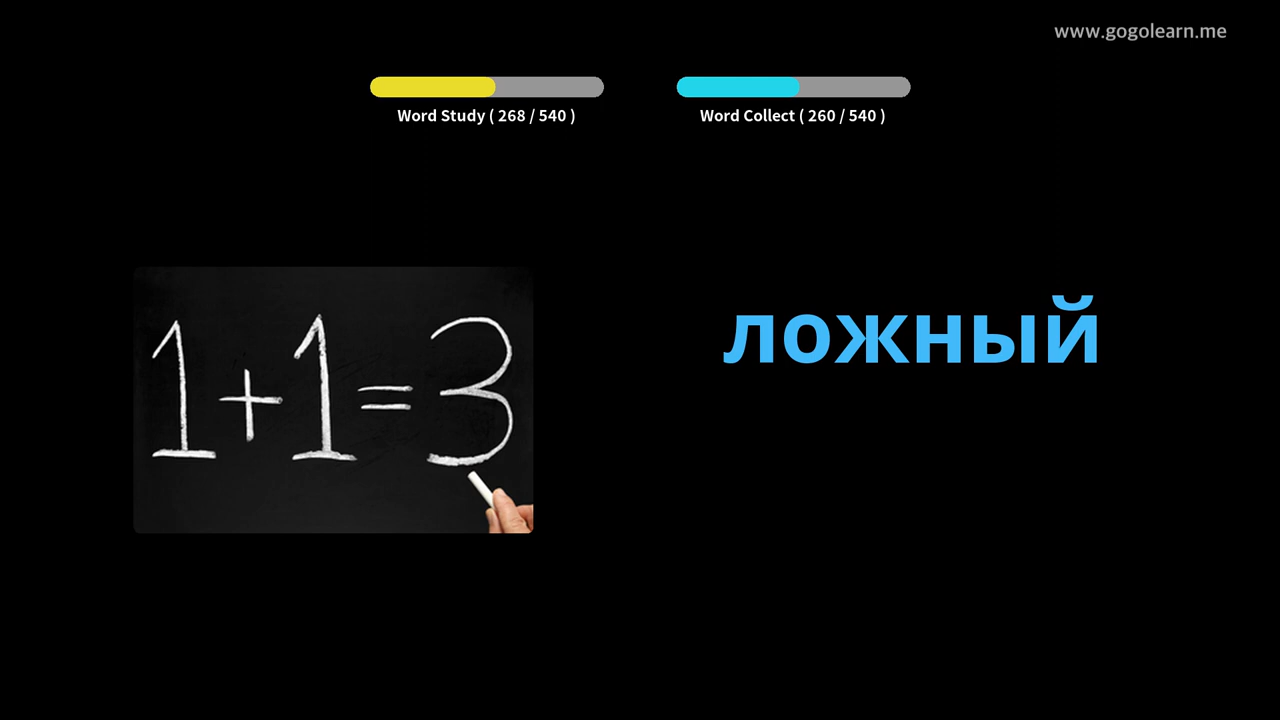 www.gogolearn.me
Word Study ( 268 / 540 )
Word Collect ( 260 / 540 )
1+1=3
ложный